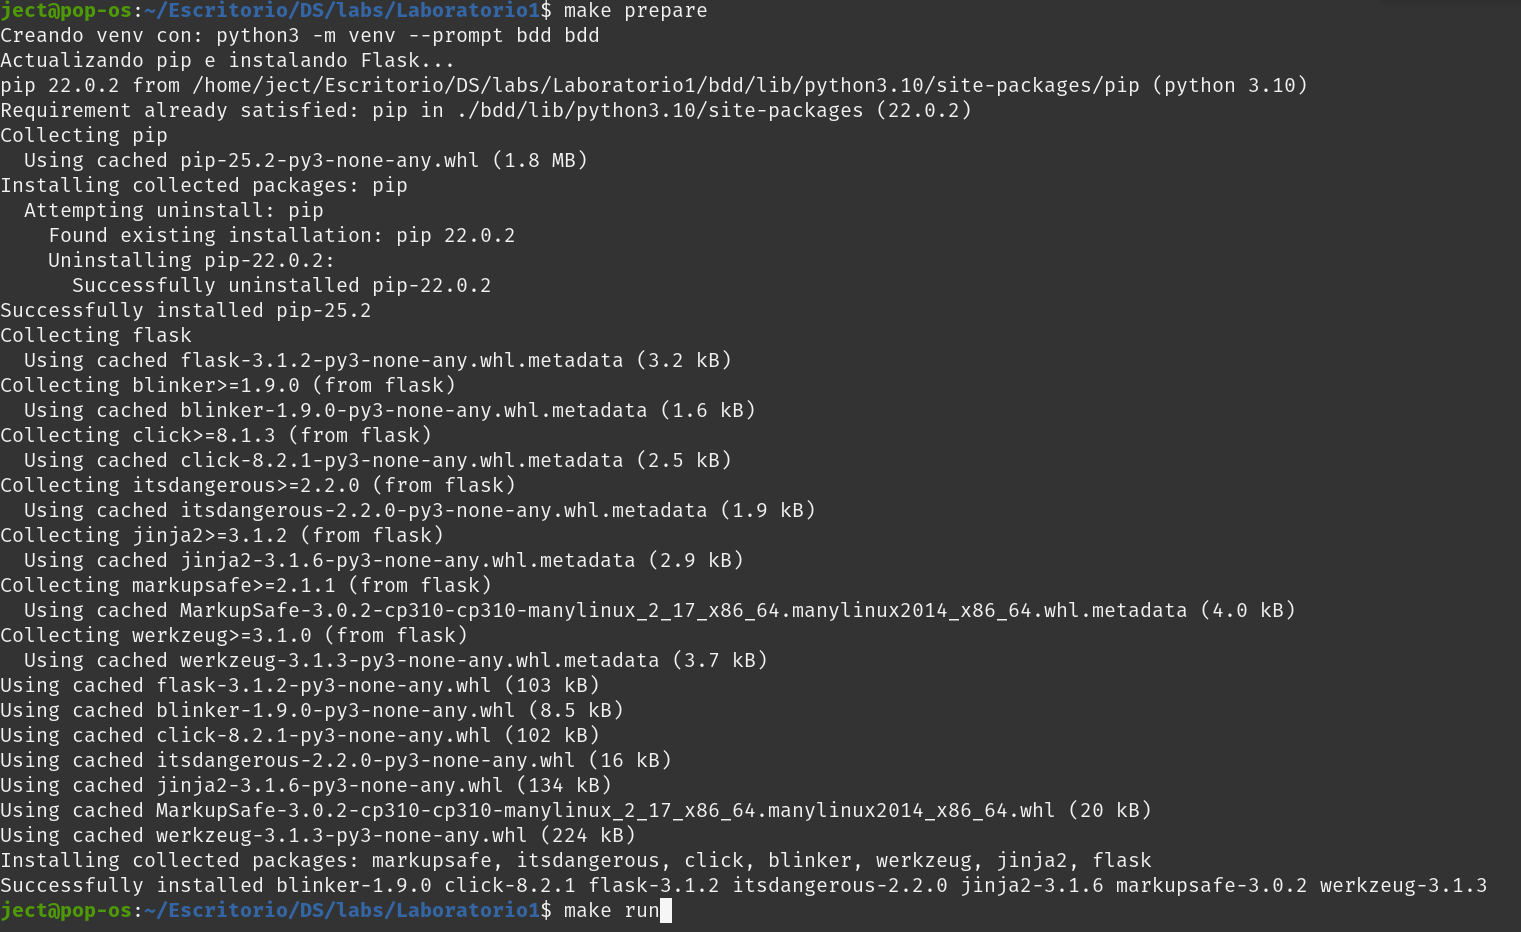 ject@pop-os:~/Escritorio/DS/labs/Laboratorio1$ make prepare
Creando venv con: python3 -m venv --prompt bdd bdd
Actualizando pip e instalando Flask...
pip 22.0.2 from /home/ject/Escritorio/DS/labs/Laboratorio1/bdd/lib/python3.10/site-packages/pip (python 3.10)
Requirement already satisfied: pip in ./bdd/lib/python3.10/site-packages (22.0.2)
Collecting pip
  Using cached pip-25.2-py3-none-any.whl (1.8 MB)
Installing collected packages: pip
  Attempting uninstall: pip
    Found existing installation: pip 22.0.2
    Uninstalling pip-22.0.2:
      Successfully uninstalled pip-22.0.2
Successfully installed pip-25.2
Collecting flask
  Using cached flask-3.1.2-py3-none-any.whl.metadata (3.2 kB)
Collecting blinker>=1.9.0 (from flask)
  Using cached blinker-1.9.0-py3-none-any.whl.metadata (1.6 kB)
Collecting click>=8.1.3 (from flask)
  Using cached click-8.2.1-py3-none-any.whl.metadata (2.5 kB)
Collecting itsdangerous>=2.2.0 (from flask)
  Using cached itsdangerous-2.2.0-py3-none-any.whl.metadata (1.9 kB)
Collecting jinja2>=3.1.2 (from flask)
  Using cached jinja2-3.1.6-py3-none-any.whl.metadata (2.9 kB)
Collecting markupsafe>=2.1.1 (from flask)
  Using cached MarkupSafe-3.0.2-cp310-cp310-manylinux_2_17_x86_64.manylinux2014_x86_64.whl.metadata (4.0 kB)
Collecting werkzeug>=3.1.0 (from flask)
  Using cached werkzeug-3.1.3-py3-none-any.whl.metadata (3.7 kB)
Using cached flask-3.1.2-py3-none-any.whl (103 kB)
Using cached blinker-1.9.0-py3-none-any.whl (8.5 kB)
Using cached click-8.2.1-py3-none-any.whl (102 kB)
Using cached itsdangerous-2.2.0-py3-none-any.whl (16 kB)
Using cached jinja2-3.1.6-py3-none-any.whl (134 kB)
Using cached MarkupSafe-3.0.2-cp310-cp310-manylinux_2_17_x86_64.manylinux2014_x86_64.whl (20 kB)
Using cached werkzeug-3.1.3-py3-none-any.whl (224 kB)
Installing collected packages: markupsafe, itsdangerous, click, blinker, werkzeug, jinja2, flask
Successfully installed blinker-1.9.0 click-8.2.1 flask-3.1.2 itsdangerous-2.2.0 jinja2-3.1.6 markupsafe-3.0.2 werkzeug-3.1.3
ject@pop-os:~/Escritorio/DS/labs/Laboratorio1$ make run